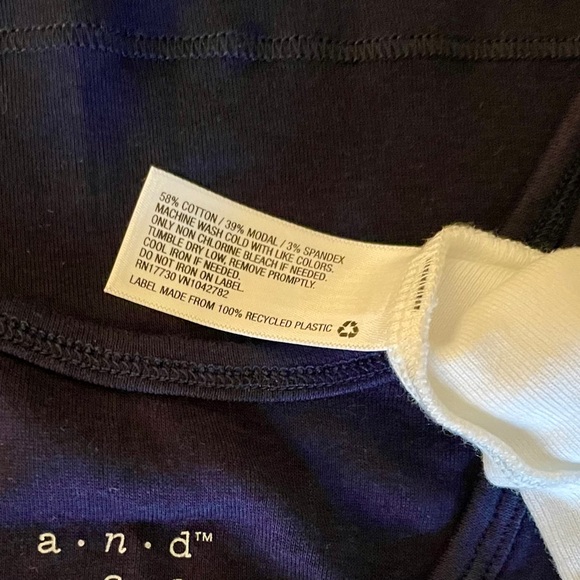 58% COTTON / 39% MODAL / 3% SPANDEX
MACHINE WASH COLD WITH LIKE COLORS.
ONLY NON CHLORINE BLEACH IF NEEDED.
TUMBLE DRY LOW, REMOVE PROMPTLY.
COOL IRON IF NEEDED.
DO NOT IRON ON LABEL.
RN17730 VN1042782
LABEL MADE FROM 100% RECYCLED PLASTIC
a·n·d™